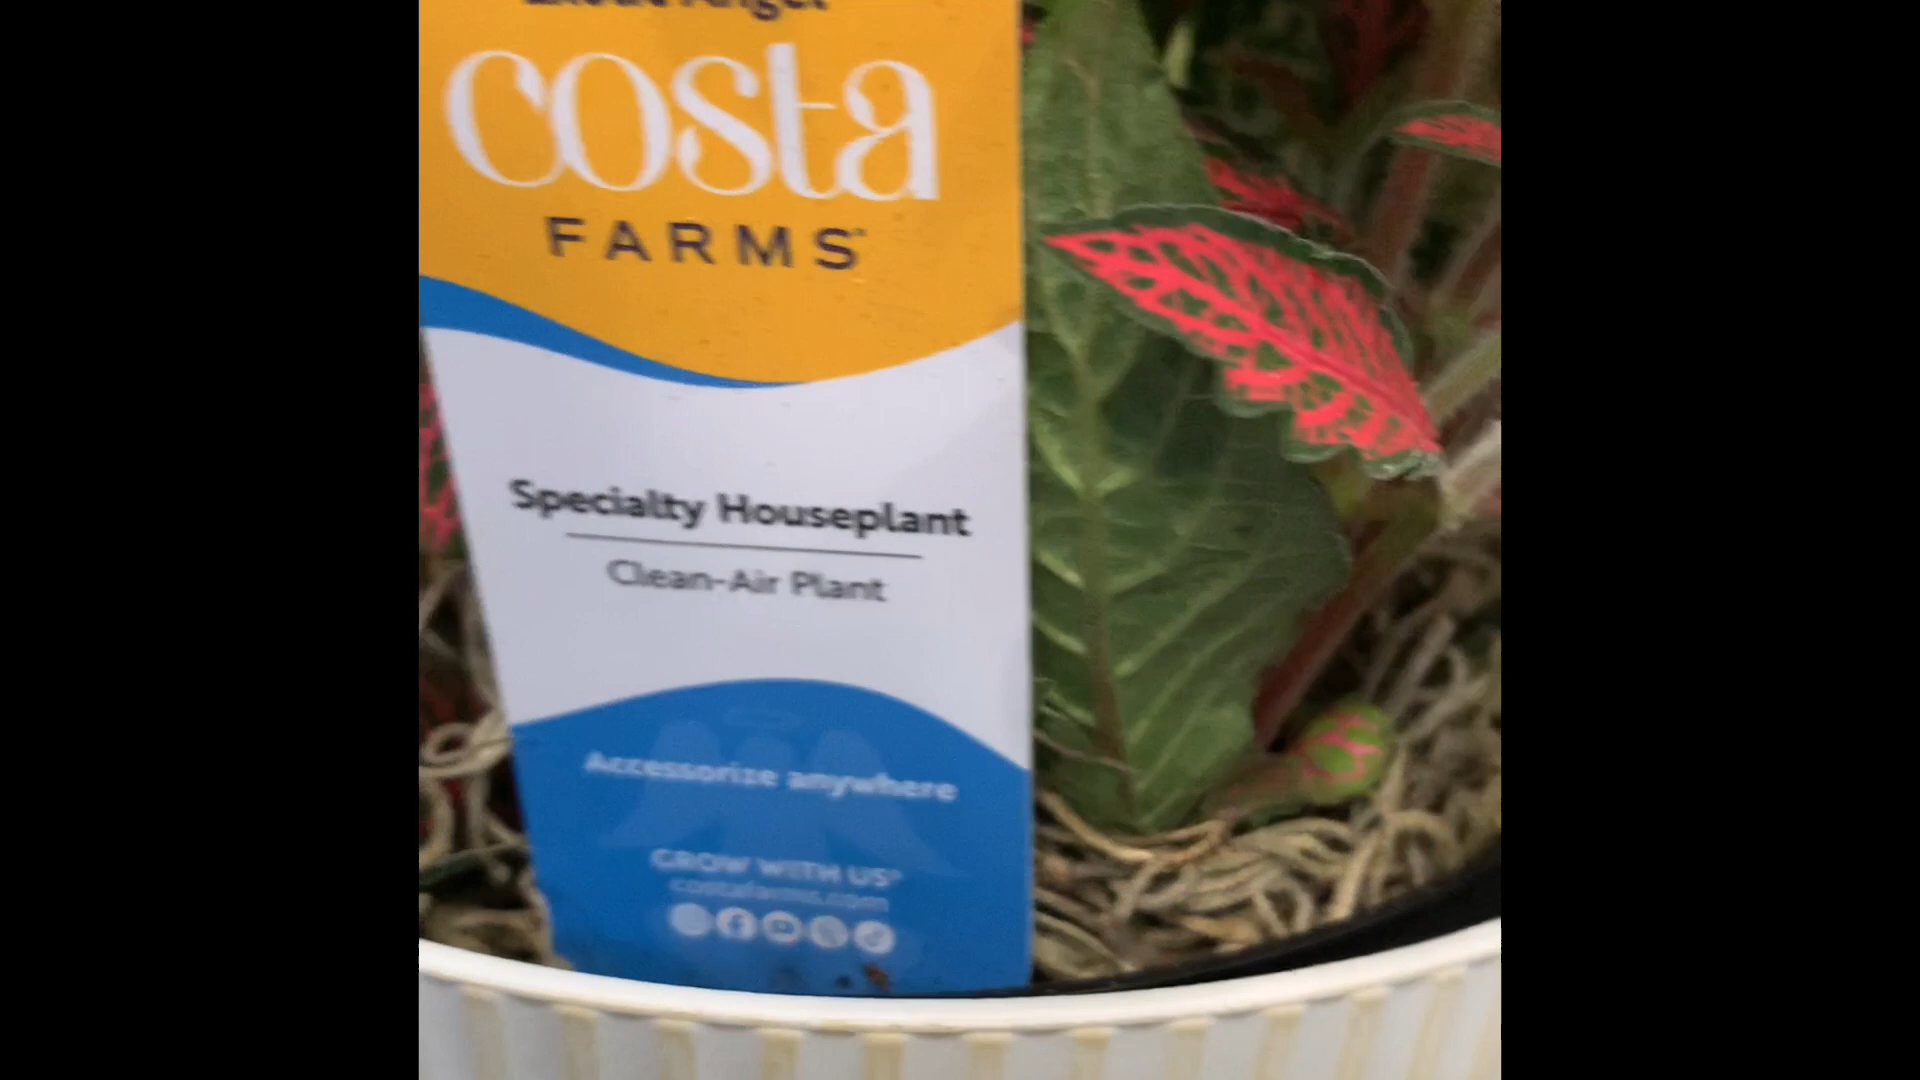 costa
FARMS
Specialty Houseplant
Clean-Air Plant
Accessorize anywhere
GROW WITH US®
costafarms.com